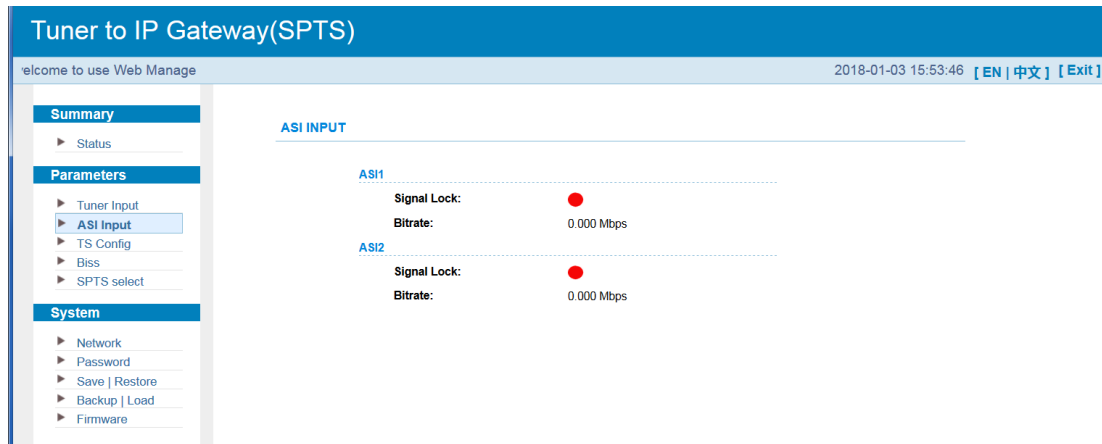 Tuner to IP Gateway(SPTS)
elcome to use Web Manage
2018-01-03 15:53:46 [ EN | 中文 ] [ Exit ]
Summary
Status
Parameters
Tuner Input
ASI Input
TS Config
Biss
SPTS select
System
Network
Password
Save | Restore
Backup | Load
Firmware
ASI INPUT
ASI1
Signal Lock:
Bitrate: 0.000 Mbps
ASI2
Signal Lock:
Bitrate: 0.000 Mbps